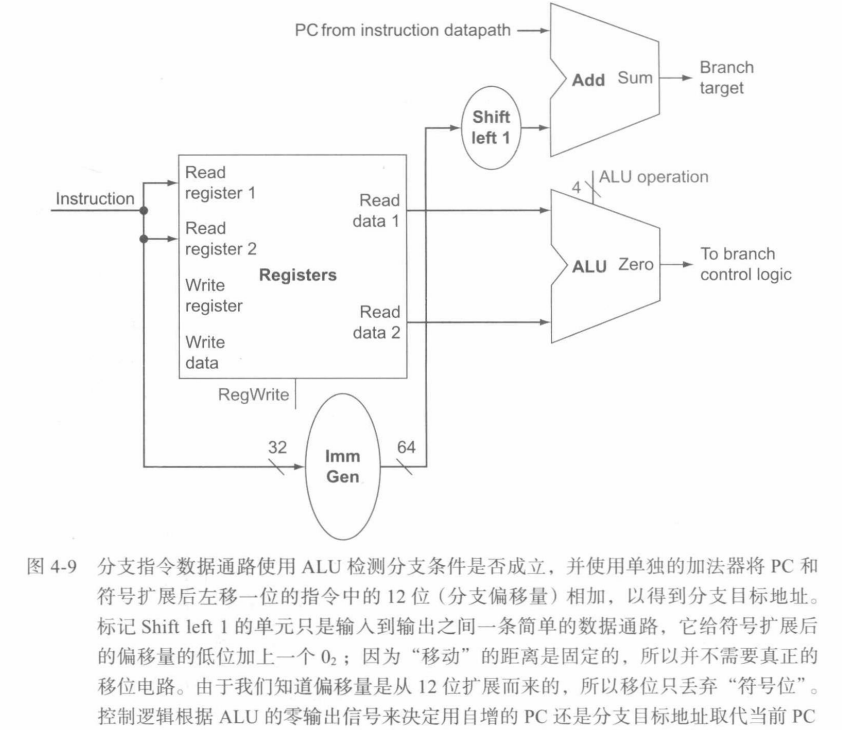 PC from instruction datapath
Add Sum
Branch
target
Shift
left 1
Instruction
Read
register 1
Read
register 2
Write
register
Write
data
Registers
Read
data 1
Read
data 2
RegWrite
4
ALU operation
ALU Zero
To branch
control logic
32
Imm
Gen
64
图 4-9 分支指令数据通路使用 ALU 检测分支条件是否成立，并使用单独的加法器将 PC 和
符号扩展后左移一位的指令中的 12 位（分支偏移量）相加，以得到分支目标地址。
标记 Shift left 1 的单元只是输入到输出之间一条简单的数据通路，它给符号扩展后
的偏移量的低位加上一个 0₂；因为“移动”的距离是固定的，所以并不需要真正的
移位电路。由于我们知道偏移量是从 12 位扩展而来的，所以移位只丢弃“符号位”。
控制逻辑根据 ALU 的零输出信号来决定用自增的 PC 还是分支目标地址取代当前 PC